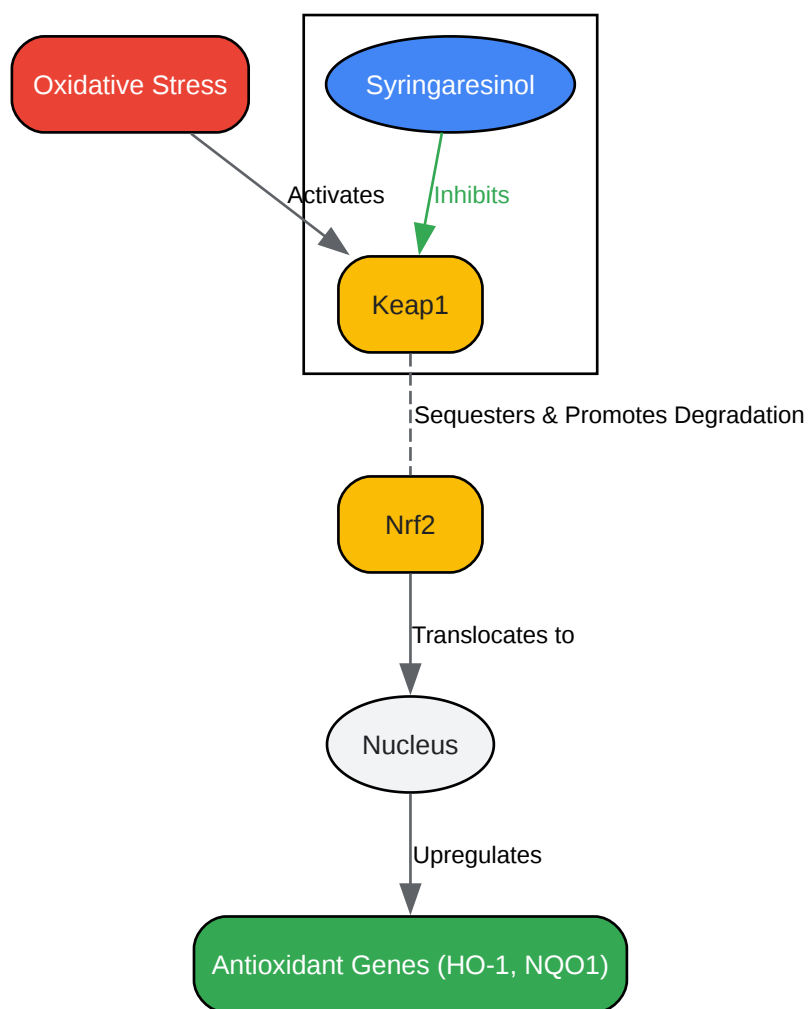 Oxidative Stress
Syringaresinol
Activates
Inhibits
Keap1
Sequesters & Promotes Degradation
Nrf2
Translocates to
Nucleus
Upregulates
Antioxidant Genes (HO-1, NQO1)